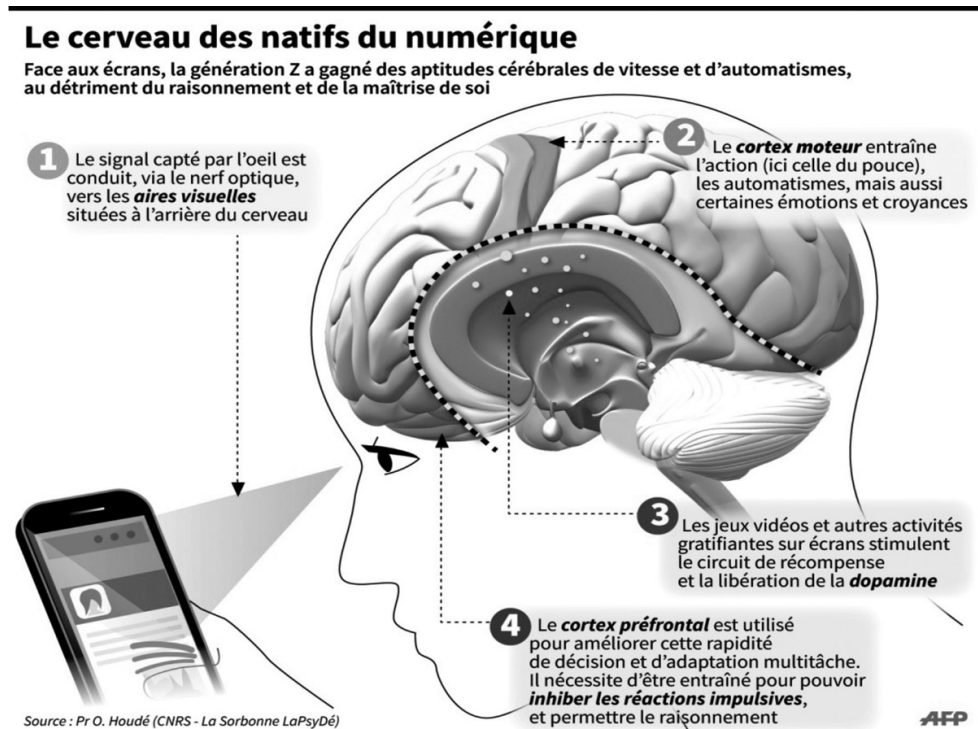 Le cerveau des natifs du numérique
Face aux écrans, la génération Z a gagné des aptitudes cérébrales de vitesse et d'automatismes,
au détriment du raisonnement et de la maîtrise de soi
1
Le signal capté par l'oeil est
conduit, via le nerf optique,
vers les aires visuelles
situées à l'arrière du cerveau
2
Le cortex moteur entraîne
l'action (ici celle du pouce),
les automatismes, mais aussi
certaines émotions et croyances
3
Les jeux vidéos et autres activités
gratifiantes sur écrans stimulent
le circuit de récompense
et la libération de la dopamine
4
Le cortex préfrontal est utilisé
pour améliorer cette rapidité
de décision et d'adaptation multitâche.
Il nécessite d'être entraîné pour pouvoir
inhiber les réactions impulsives,
et permettre le raisonnement
Source : Pr O. Houdé (CNRS - La Sorbonne LaPsyDé)
AFP